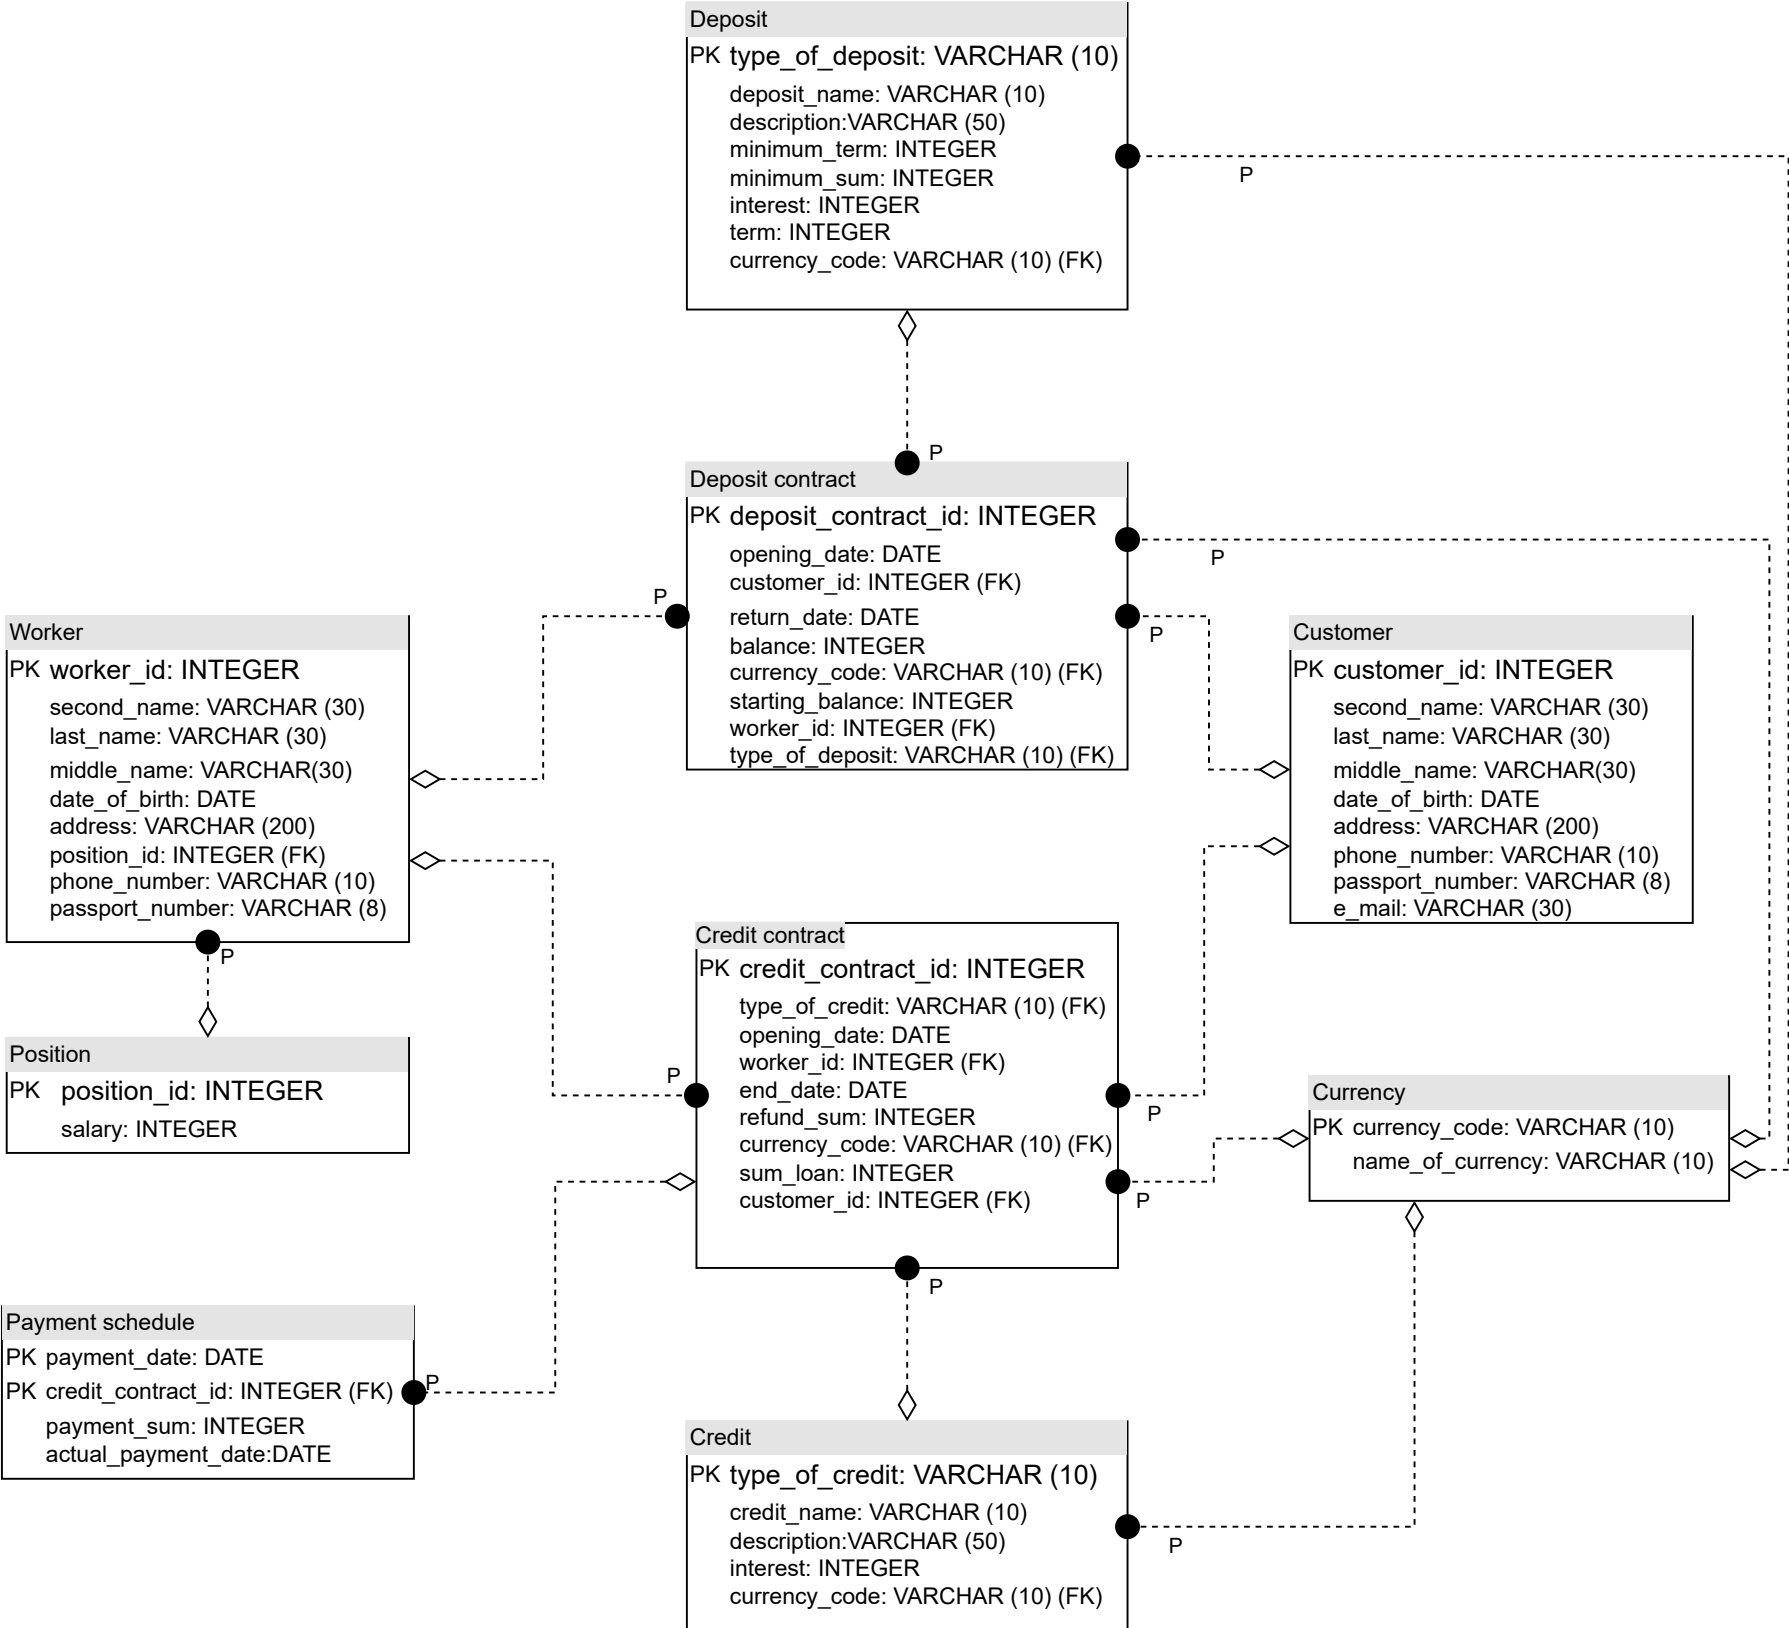 Deposit
PK type_of_deposit: VARCHAR (10)
deposit_name: VARCHAR (10)
description:VARCHAR (50)
minimum_term: INTEGER
minimum_sum: INTEGER
interest: INTEGER
term: INTEGER
currency_code: VARCHAR (10) (FK)
P
P
Deposit contract
PK deposit_contract_id: INTEGER
opening_date: DATE
customer_id: INTEGER (FK)
return_date: DATE
balance: INTEGER
currency_code: VARCHAR (10) (FK)
starting_balance: INTEGER
worker_id: INTEGER (FK)
type_of_deposit: VARCHAR (10) (FK)
P
P
P
Worker
PK worker_id: INTEGER
second_name: VARCHAR (30)
last_name: VARCHAR (30)
middle_name: VARCHAR(30)
date_of_birth: DATE
address: VARCHAR (200)
position_id: INTEGER (FK)
phone_number: VARCHAR (10)
passport_number: VARCHAR (8)
P
Customer
PK customer_id: INTEGER
second_name: VARCHAR (30)
last_name: VARCHAR (30)
middle_name: VARCHAR(30)
date_of_birth: DATE
address: VARCHAR (200)
phone_number: VARCHAR (10)
passport_number: VARCHAR (8)
e_mail: VARCHAR (30)
Credit contract
PK credit_contract_id: INTEGER
type_of_credit: VARCHAR (10) (FK)
opening_date: DATE
worker_id: INTEGER (FK)
end_date: DATE
refund_sum: INTEGER
currency_code: VARCHAR (10) (FK)
sum_loan: INTEGER
customer_id: INTEGER (FK)
P
P
P
P
Position
PK position_id: INTEGER
salary: INTEGER
Currency
PK currency_code: VARCHAR (10)
name_of_currency: VARCHAR (10)
Payment schedule
PK payment_date: DATE
PK credit_contract_id: INTEGER (FK)
payment_sum: INTEGER
actual_payment_date:DATE
P
Credit
PK type_of_credit: VARCHAR (10)
credit_name: VARCHAR (10)
description:VARCHAR (50)
interest: INTEGER
currency_code: VARCHAR (10) (FK)
P